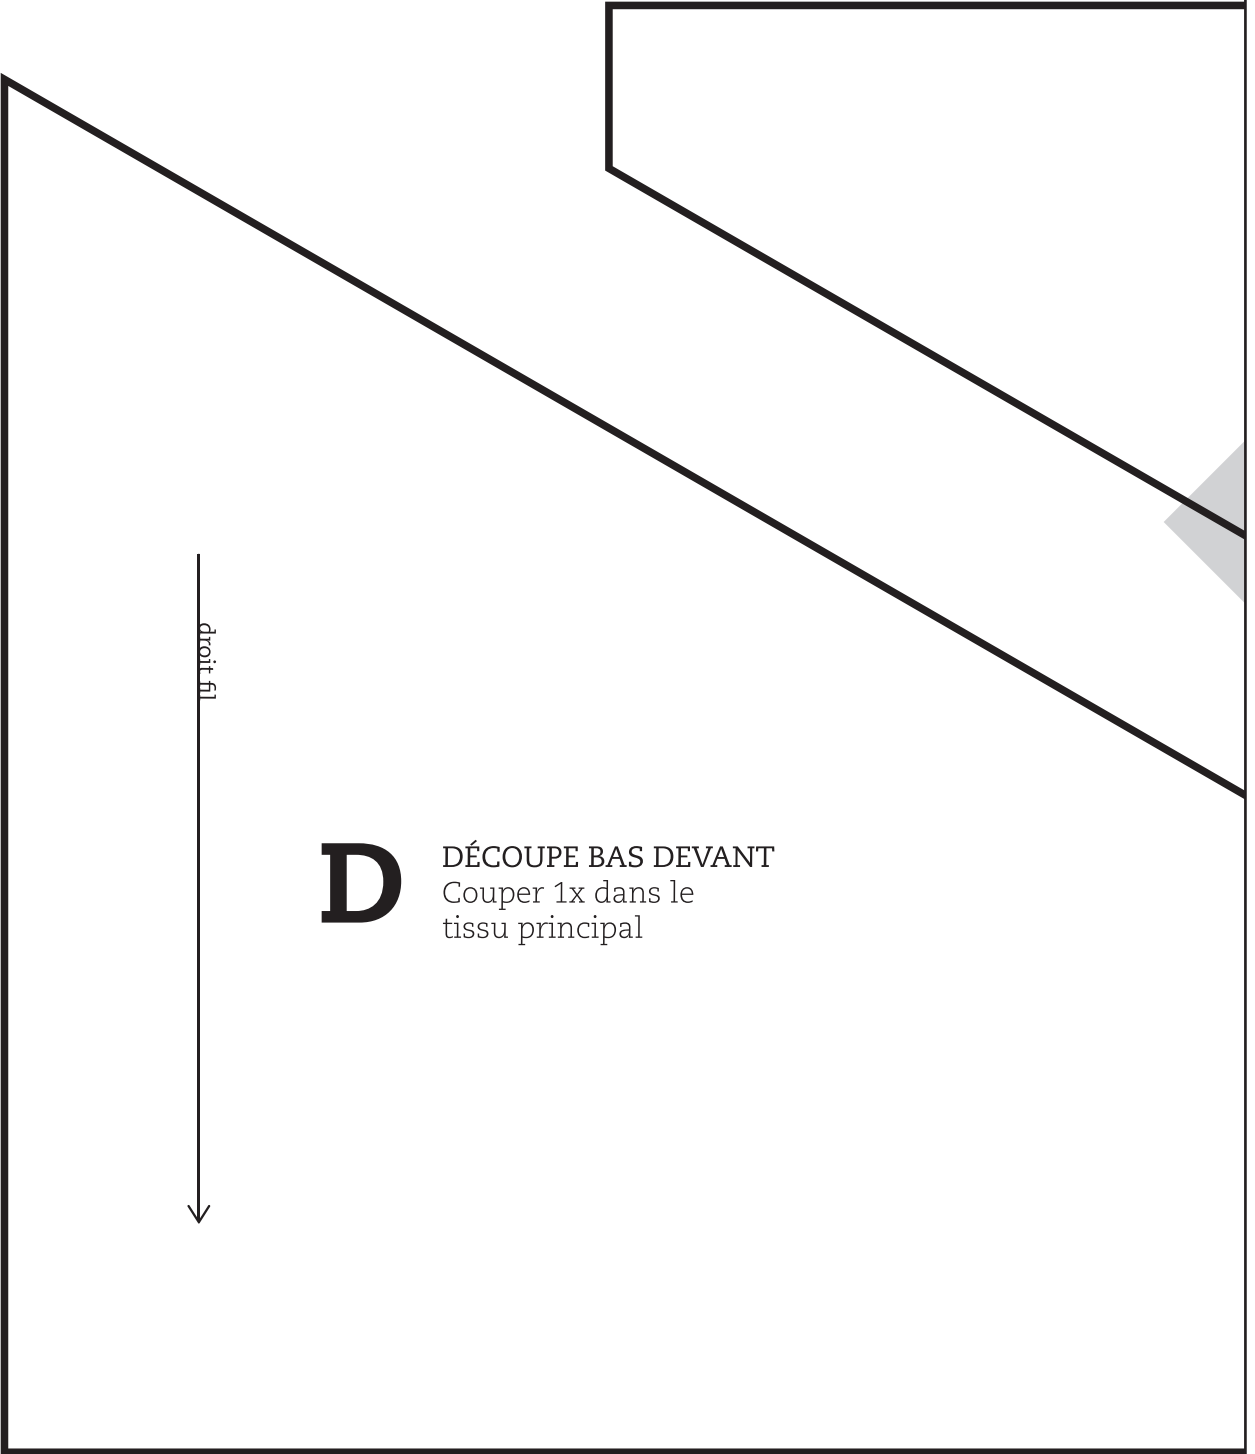 droit fil
D
DÉCOUPE BAS DEVANT
Couper 1x dans le
tissu principal